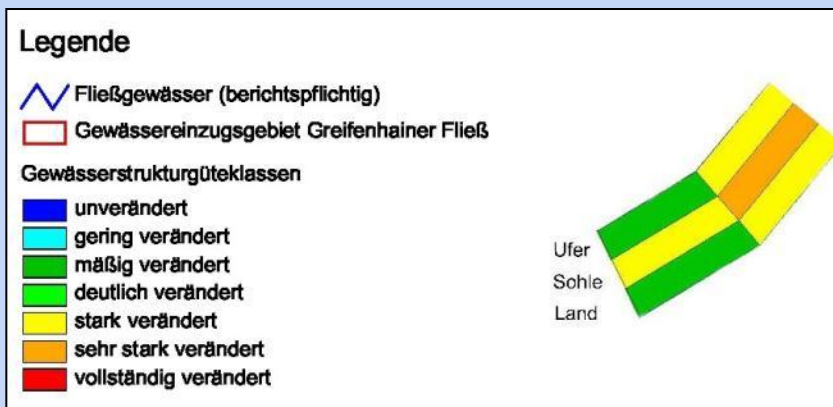 Legende
Fließgewässer (berichtspflichtig)
Gewässereinzugsgebiet Greifenhainer Fließ
Gewässerstrukturgüteklassen
unverändert
gering verändert
mäßig verändert
deutlich verändert
stark verändert
sehr stark verändert
vollständig verändert
Ufer
Sohle
Land